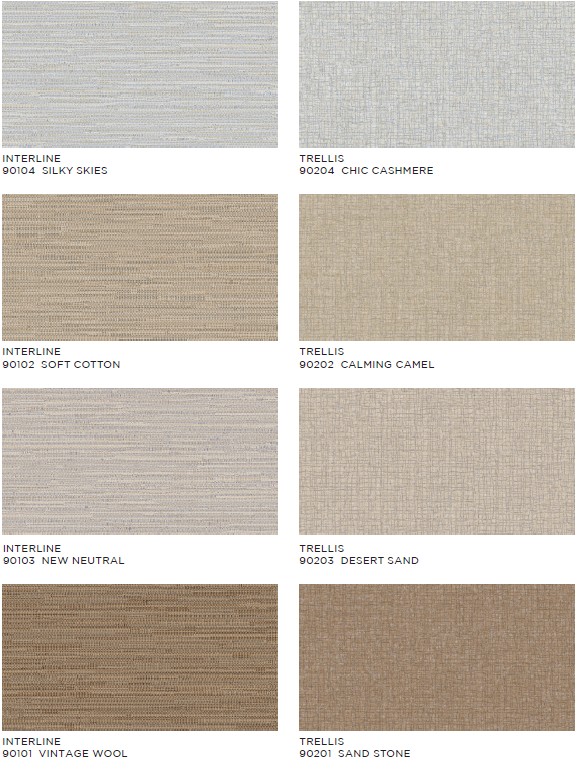 INTERLINE
90104 SILKY SKIES
TRELLIS
90204 CHIC CASHMERE
INTERLINE
90102 SOFT COTTON
TRELLIS
90202 CALMING CAMEL
INTERLINE
90103 NEW NEUTRAL
TRELLIS
90203 DESERT SAND
INTERLINE
90101 VINTAGE WOOL
TRELLIS
90201 SAND STONE